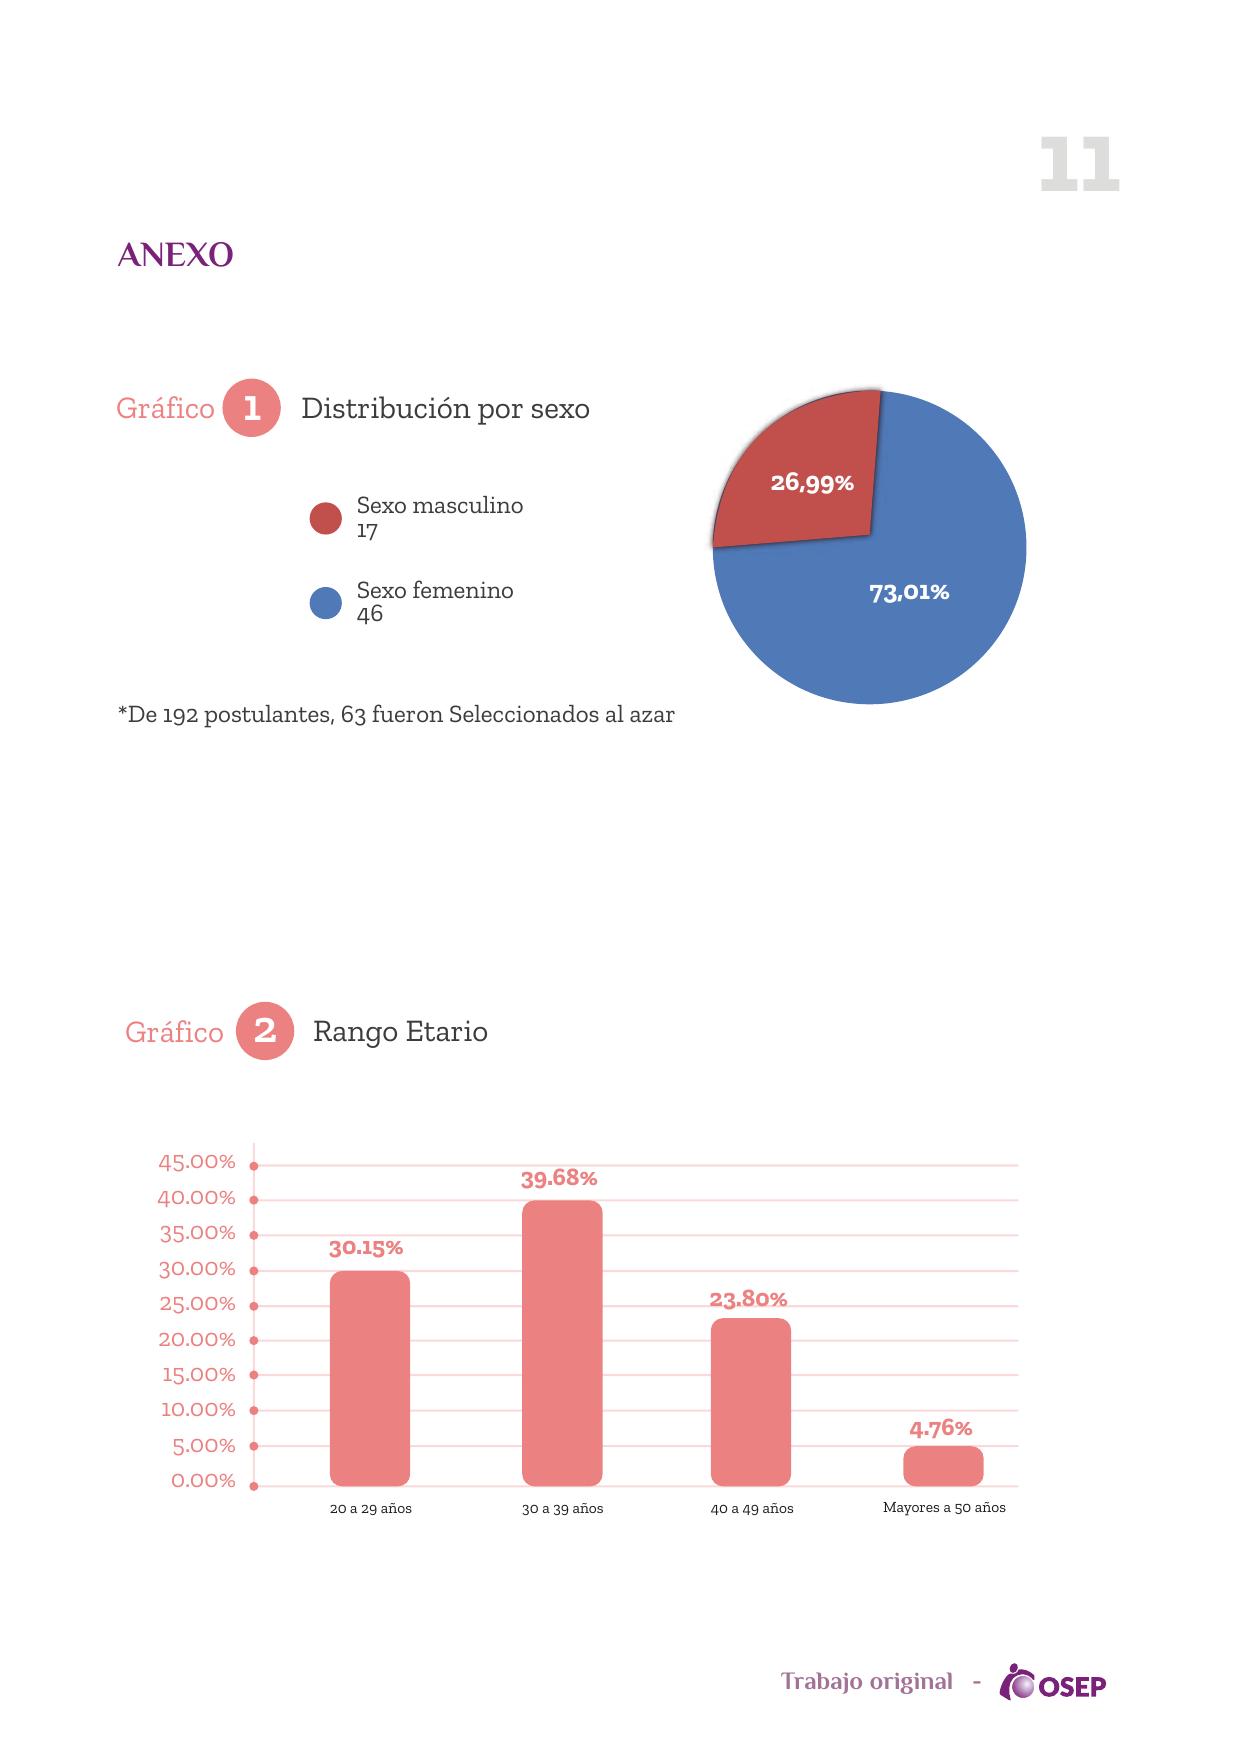 11
ANEXO
Gráfico 1 Distribución por sexo
Sexo masculino
17
Sexo femenino
46
26,99%
73,01%
*De 192 postulantes, 63 fueron Seleccionados al azar
Gráfico 2 Rango Etario
45.00%
40.00%
35.00%
30.00%
25.00%
20.00%
15.00%
10.00%
5.00%
0.00%
30.15%
39.68%
23.80%
4.76%
20 a 29 años
30 a 39 años
40 a 49 años
Mayores a 50 años
Trabajo original - OSEP